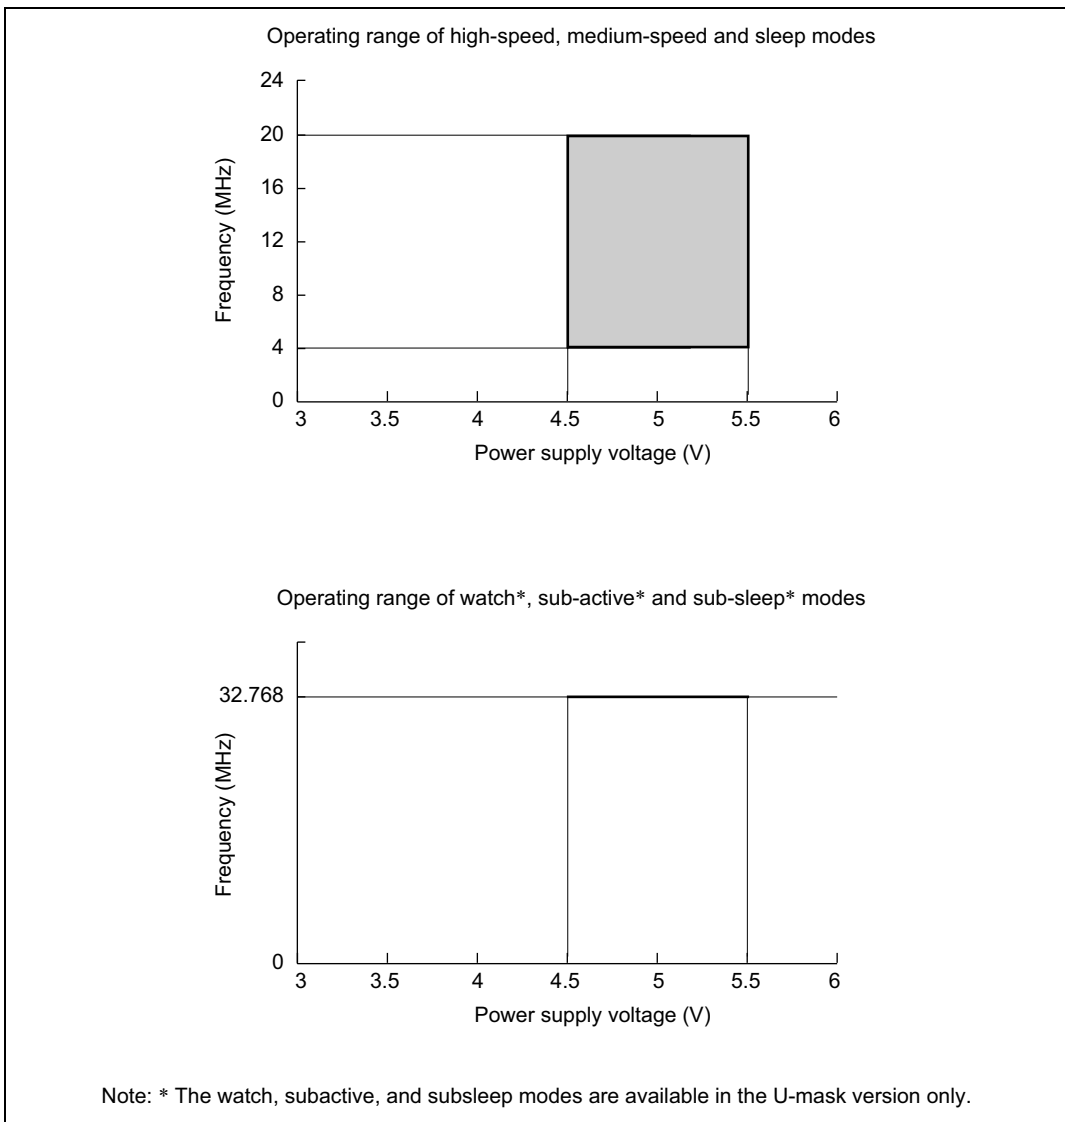 Operating range of high-speed, medium-speed and sleep modes
24
20
16
12
8
4
0
Frequency (MHz)
3 3.5 4 4.5 5 5.5 6
Power supply voltage (V)
Operating range of watch*, sub-active* and sub-sleep* modes
32.768
0
Frequency (MHz)
3 3.5 4 4.5 5 5.5 6
Power supply voltage (V)
Note: * The watch, subactive, and subsleep modes are available in the U-mask version only.